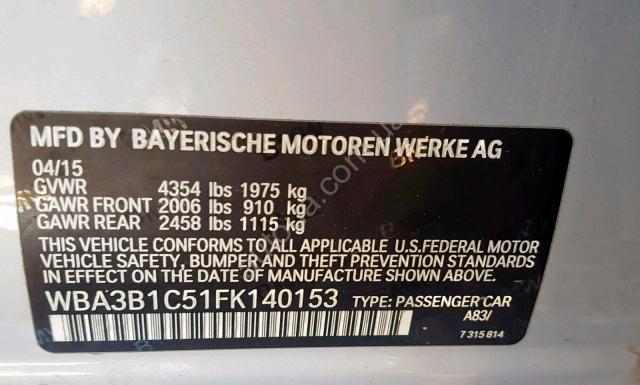 MFD BY BAYERISCHE MOTOREN WERKE AG
04/15
GVWR 4354 lbs 1975 kg
GAWR FRONT 2006 lbs 910 kg
GAWR REAR 2458 lbs 1115 kg
THIS VEHICLE CONFORMS TO ALL APPLICABLE U.S.FEDERAL MOTOR
VEHICLE SAFETY, BUMPER AND THEFT PREVENTION STANDARDS
IN EFFECT ON THE DATE OF MANUFACTURE SHOWN ABOVE.
WBA3B1C51FK140153 TYPE: PASSENGER CAR
A83/
7 315 814